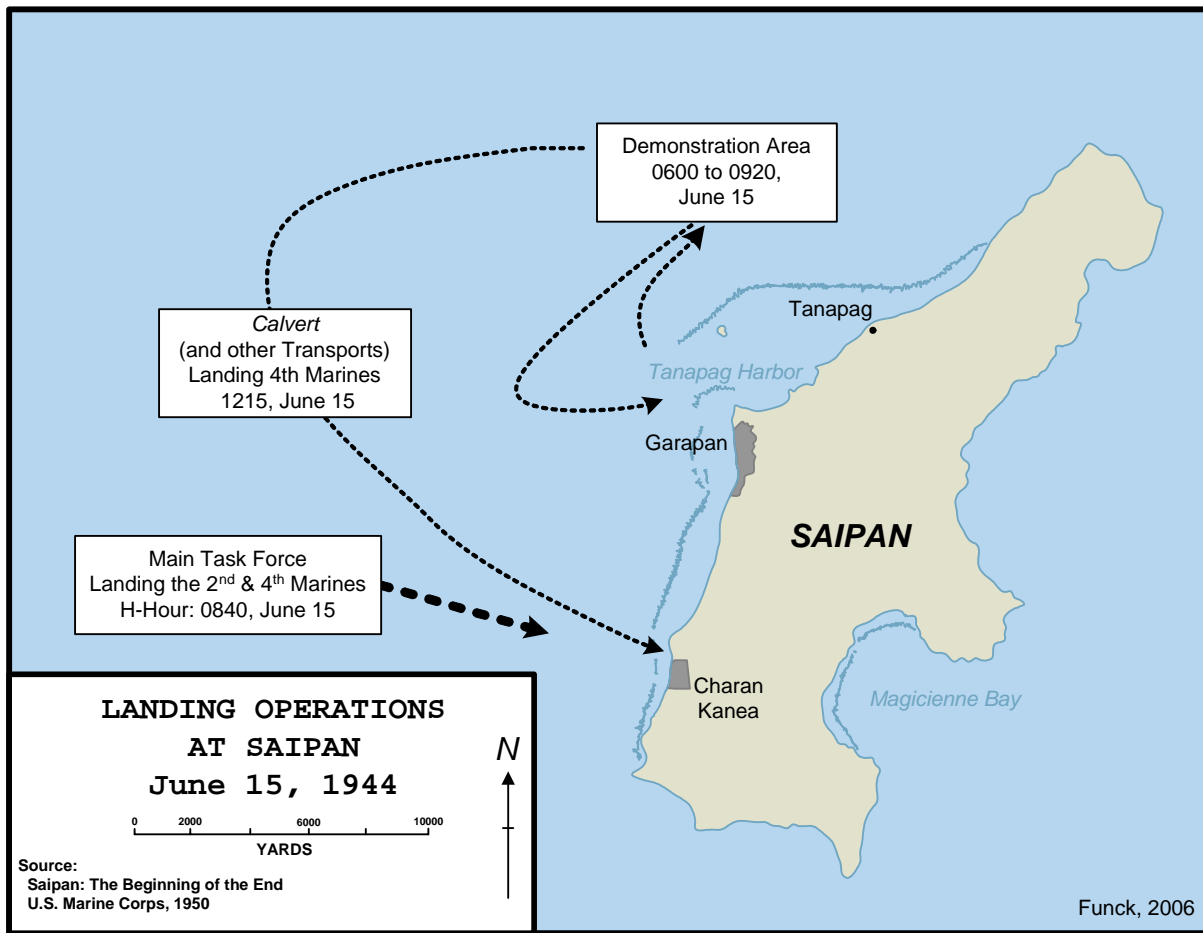 Demonstration Area
0600 to 0920,
June 15
Tanapag
Calvert
(and other Transports)
Landing 4th Marines
1215, June 15
Tanapag Harbor
Garapan
SAIPAN
Main Task Force
Landing the 2nd & 4th Marines
H-Hour: 0840, June 15
Charan
Kanea
Magicienne Bay
LANDING OPERATIONS
AT SAIPAN
June 15, 1944
N
0 2000 6000 10000
YARDS
Source:
Saipan: The Beginning of the End
U.S. Marine Corps, 1950
Funck, 2006